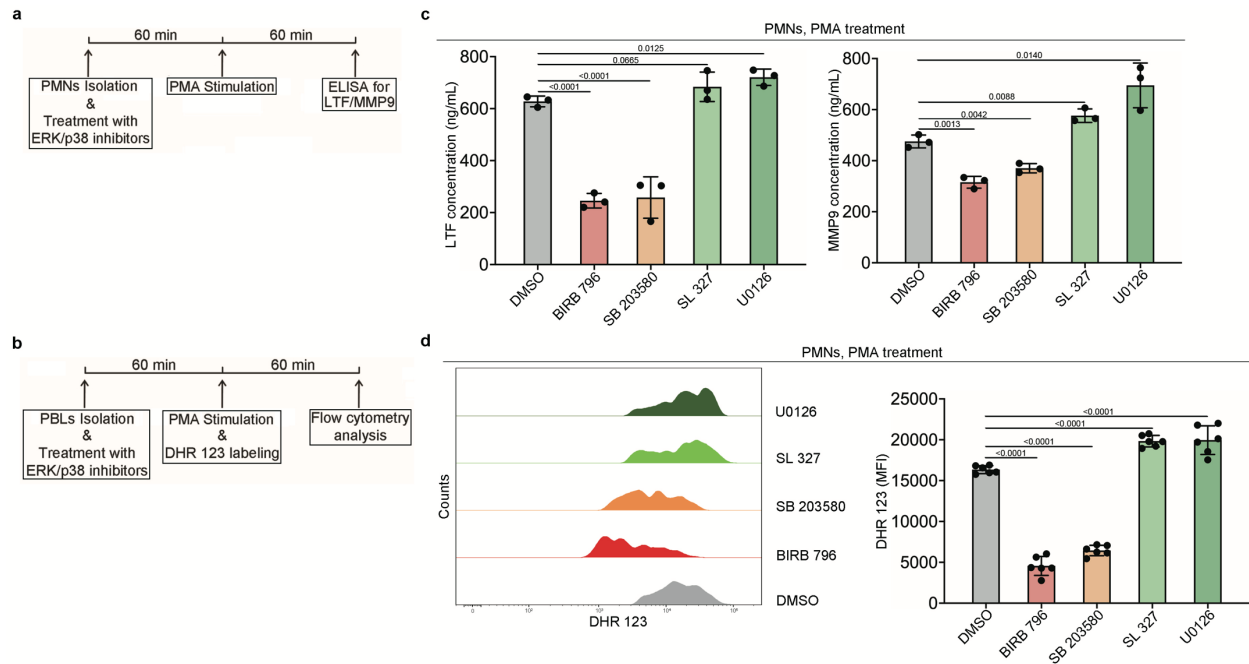 a
60 min
60 min
PMNs Isolation
&
Treatment with
ERK/p38 inhibitors
PMA Stimulation
ELISA for
LTF/MMP9
b
60 min
60 min
PBLs Isolation
&
Treatment with
ERK/p38 inhibitors
PMA Stimulation
&
DHR 123 labeling
Flow cytometry
analysis
c
PMNs, PMA treatment
LTF concentration (ng/mL)
800
600
400
200
0
0.0125
0.0665
<0.0001
<0.0001
DMSO
BIRB 796
SB 203580
SL 327
U0126
MMP9 concentration (ng/mL)
800
600
400
200
0
0.0140
0.0088
0.0042
0.0013
DMSO
BIRB 796
SB 203580
SL 327
U0126
d
PMNs, PMA treatment
Counts
U0126
SL 327
SB 203580
BIRB 796
DMSO
DHR 123
DHR 123 (MFI)
25000
20000
15000
10000
5000
0
<0.0001
<0.0001
<0.0001
<0.0001
DMSO
BIRB 796
SB 203580
SL 327
U0126